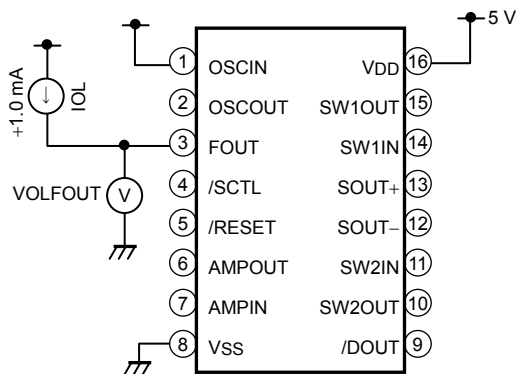 5 V
1 OSCIN VDD 16
+1.0 mA
IOL
2 OSCOUT SW1OUT 15
3 FOUT SW1IN 14
VOLFOUT V
4 /SCTL SOUT+ 13
5 /RESET SOUT− 12
6 AMPOUT SW2IN 11
7 AMPIN SW2OUT 10
8 VSS /DOUT 9